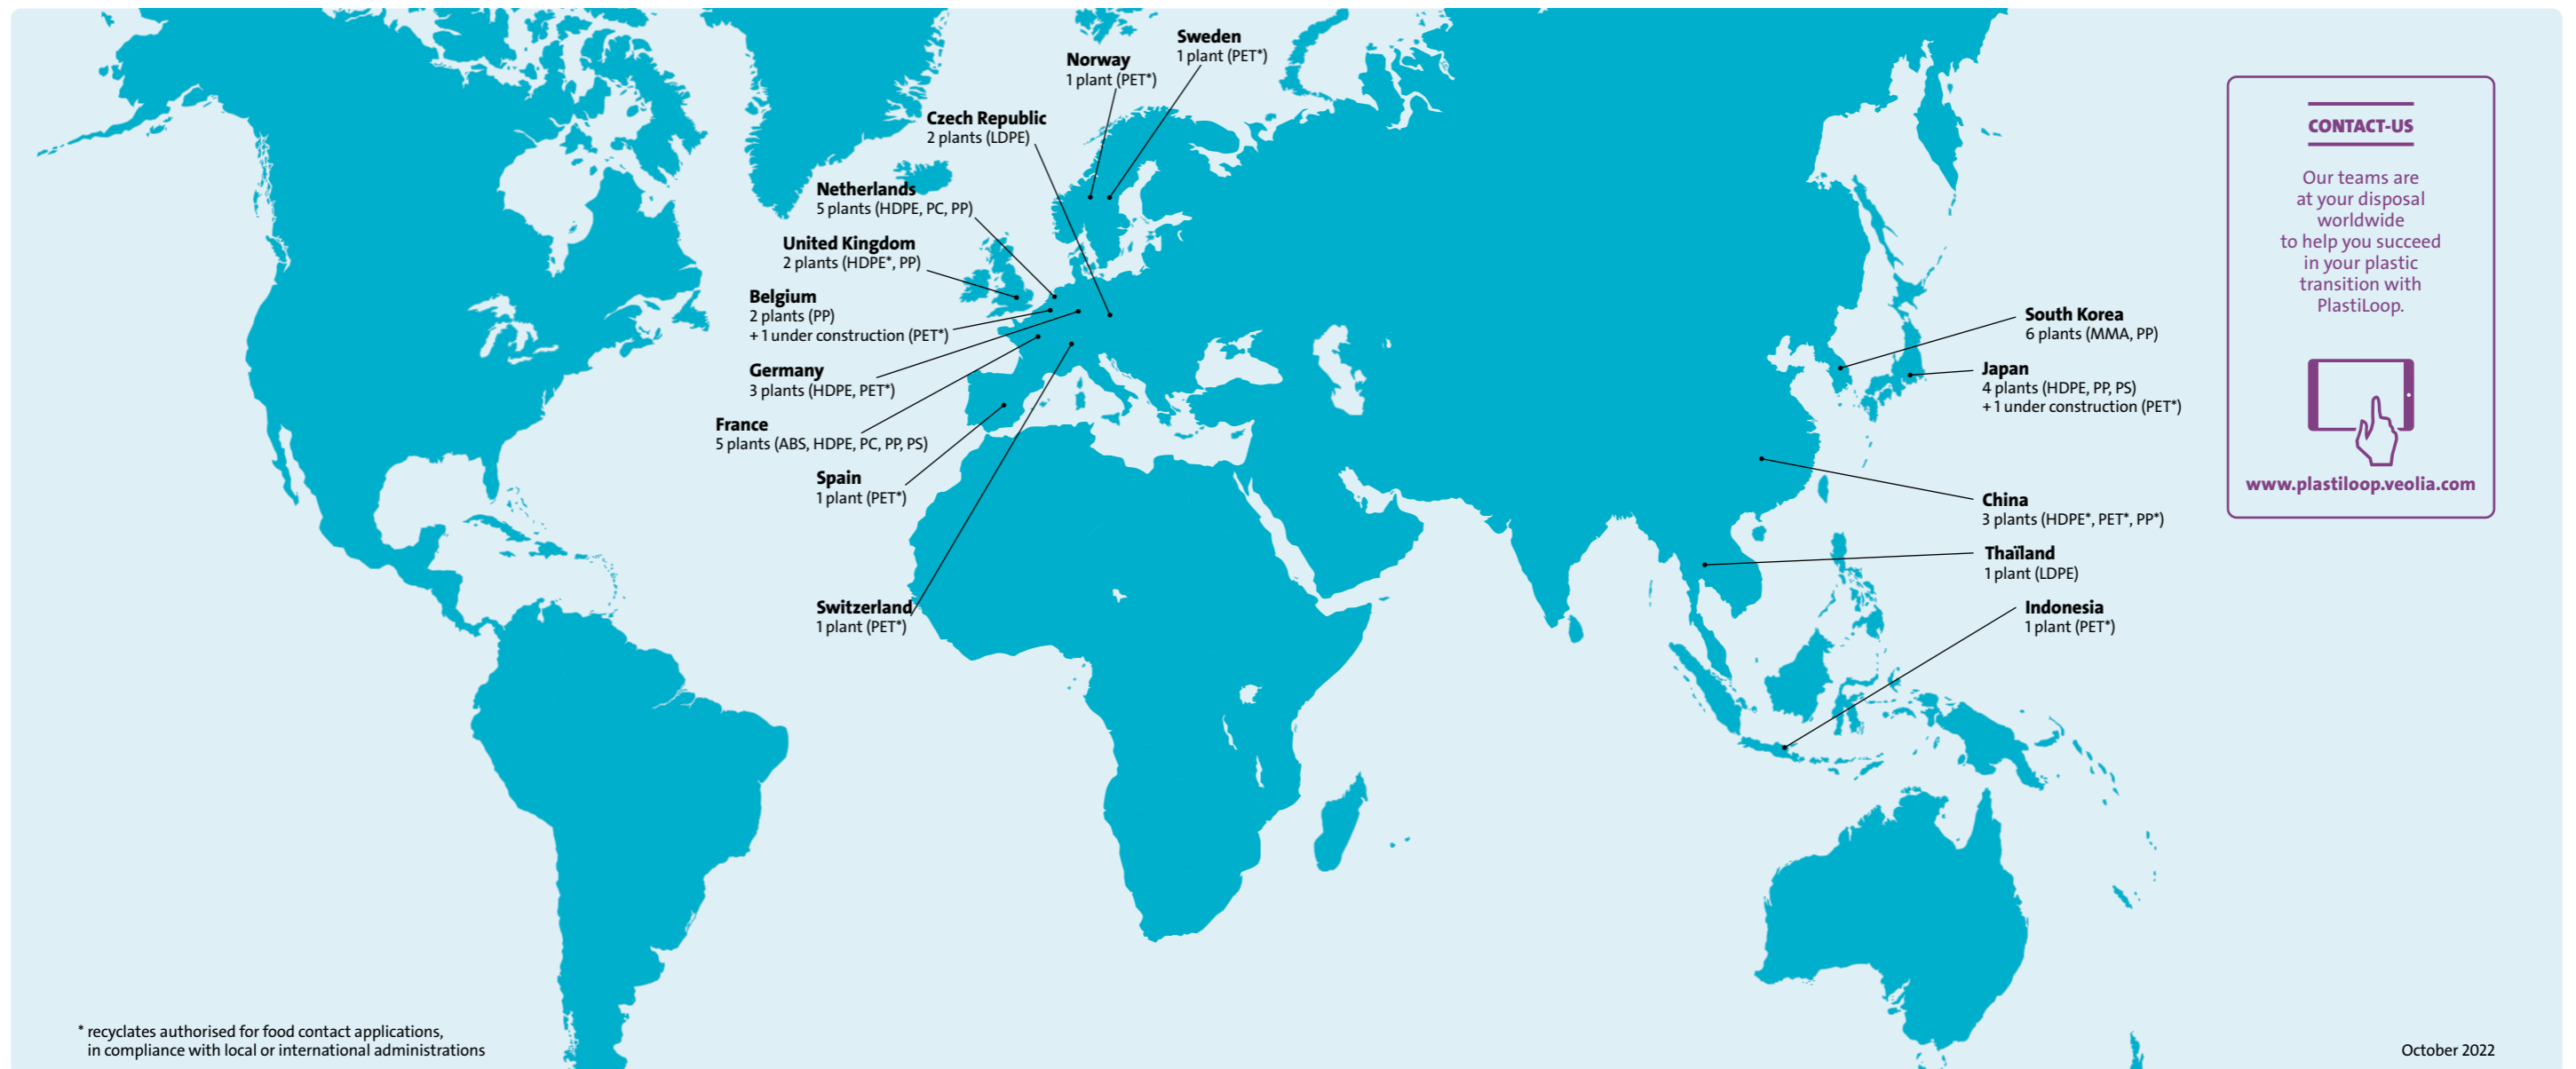 Sweden
1 plant (PET*)
Norway
1 plant (PET*)
Czech Republic
2 plants (LDPE)
Netherlands
5 plants (HDPE, PC, PP)
United Kingdom
2 plants (HDPE*, PP)
Belgium
2 plants (PP)
+ 1 under construction (PET*)
Germany
3 plants (HDPE, PET*)
France
5 plants (ABS, HDPE, PC, PP, PS)
Spain
1 plant (PET*)
Switzerland
1 plant (PET*)
South Korea
6 plants (MMA, PP)
Japan
4 plants (HDPE, PP, PS)
+ 1 under construction (PET*)
China
3 plants (HDPE*, PET*, PP*)
Thaïland
1 plant (LDPE)
Indonesia
1 plant (PET*)
CONTACT-US
Our teams are
at your disposal
worldwide
to help you succeed
in your plastic
transition with
PlastiLoop.
www.plastiloop.veolia.com
* recyclates authorised for food contact applications,
in compliance with local or international administrations
October 2022